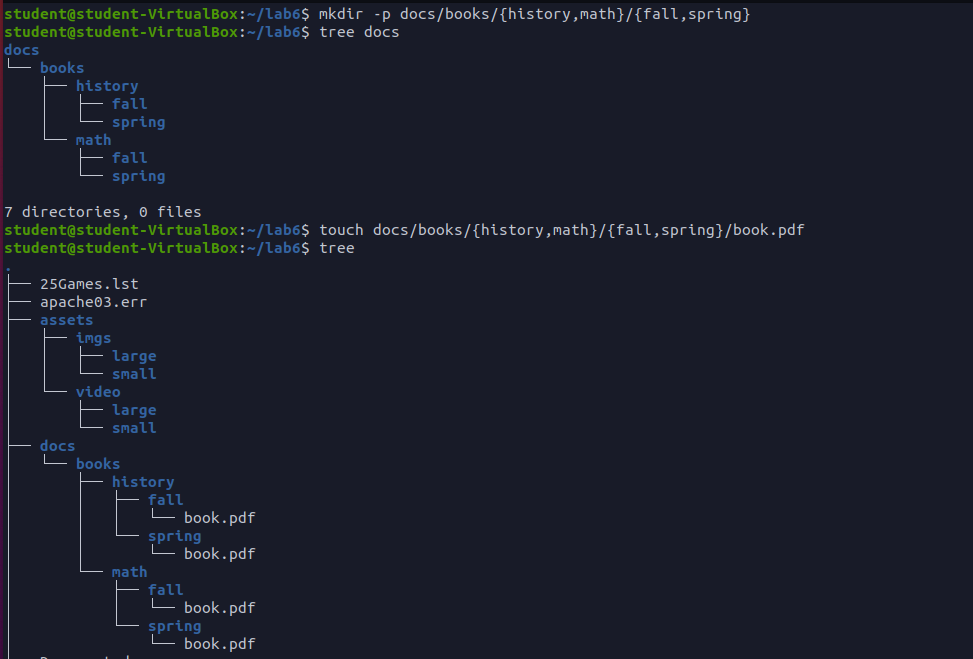 student@student-VirtualBox:~/lab6$ mkdir -p docs/books/{history,math}/{fall,spring}
student@student-VirtualBox:~/lab6$ tree docs
docs
└── books
    ├── history
    │   ├── fall
    │   └── spring
    └── math
        ├── fall
        └── spring

7 directories, 0 files
student@student-VirtualBox:~/lab6$ touch docs/books/{history,math}/{fall,spring}/book.pdf
student@student-VirtualBox:~/lab6$ tree
.
├── 25Games.lst
├── apache03.err
├── assets
│   ├── imgs
│   │   ├── large
│   │   └── small
│   └── video
│       ├── large
│       └── small
├── docs
│   └── books
│       ├── history
│       │   ├── fall
│       │   │   └── book.pdf
│       │   └── spring
│       │       └── book.pdf
│       └── math
│           ├── fall
│           │   └── book.pdf
│           └── spring
│               └── book.pdf